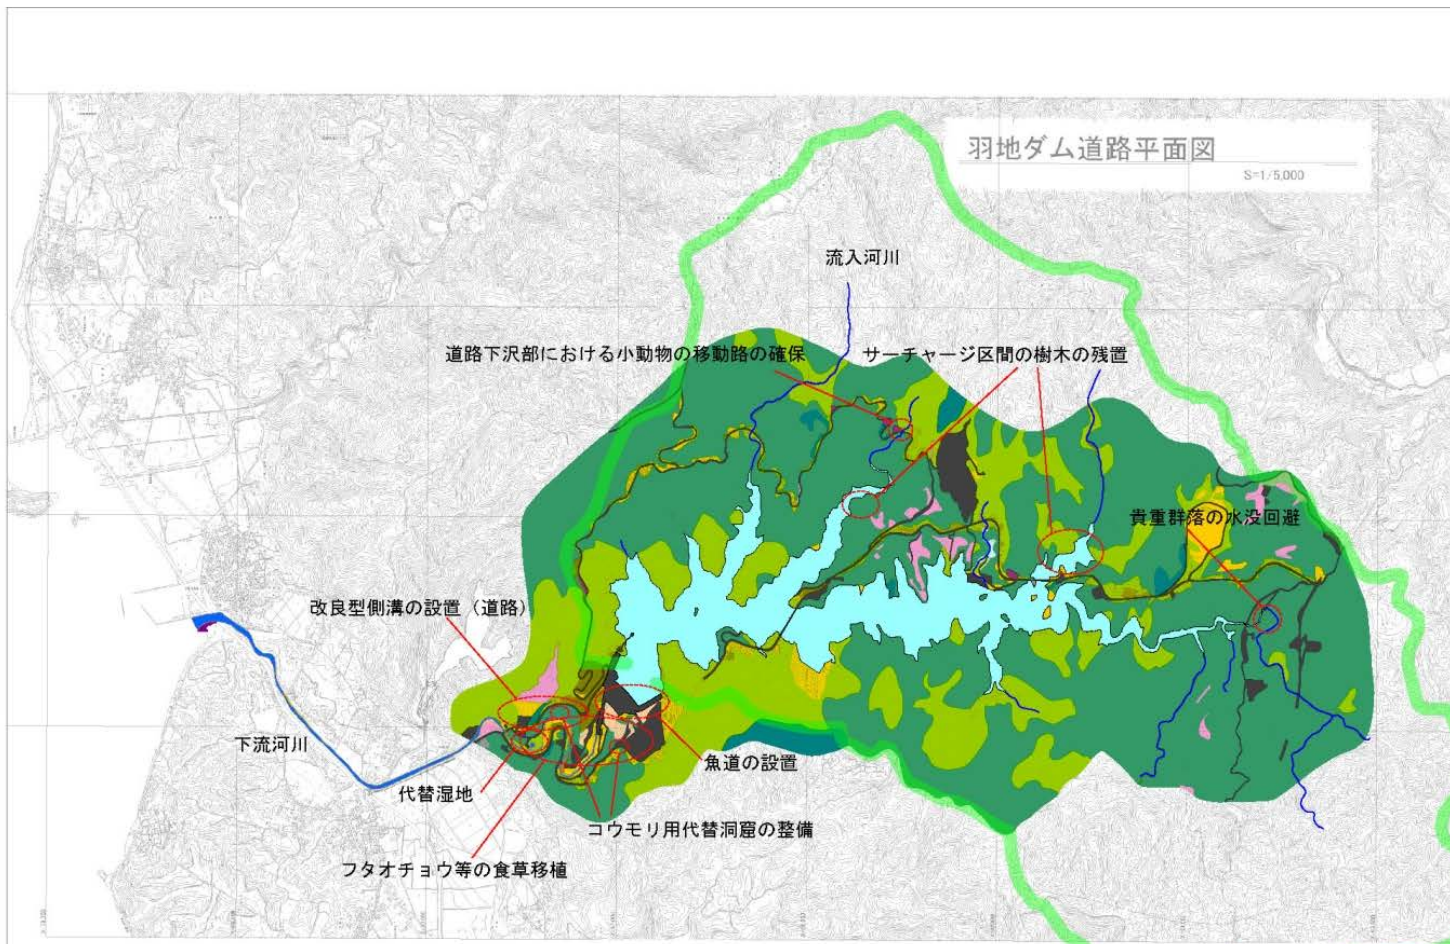 羽地ダム道路平面図
S=1/5,000
流入河川
道路下沢部における小動物の移動路の確保
サーチャージ区間の樹木の残置
貴重群落の水没回避
改良型側溝の設置(道路)
下流河川
魚道の設置
代替湿地
コウモリ用代替洞窟の整備
フタオチョウ等の食草移植